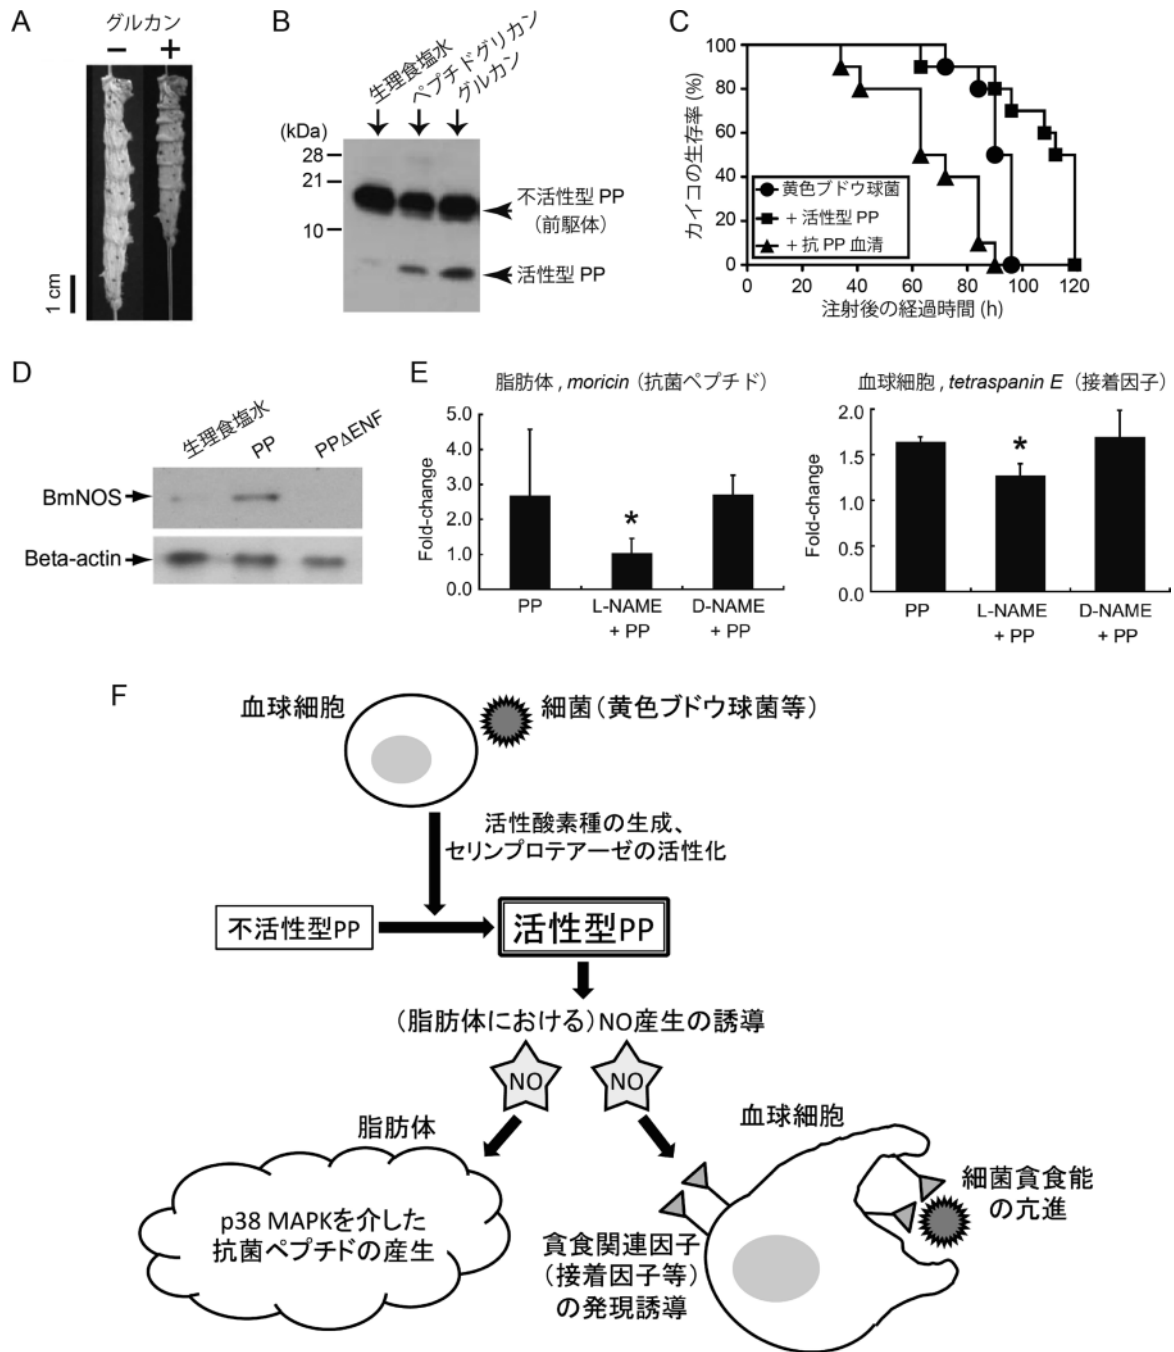 A
グルカン
− +
1 cm
B
生理食塩水
ペプチドグリカン
グルカン
(kDa)
28
21
10
不活性型 PP
(前駆体)
活性型 PP
C
カイコの生存率 (%)
100
80
60
40
20
0
黄色ブドウ球菌
+ 活性型 PP
+ 抗 PP 血清
0 20 40 60 80 100 120
注射後の経過時間 (h)
D
生理食塩水
PP
PPΔENF
BmNOS
Beta-actin
E
脂肪体 , moricin (抗菌ペプチド)
Fold-change
5.0
4.0
3.0
2.0
1.0
0.0
*
PP
L-NAME
+ PP
D-NAME
+ PP
血球細胞 , tetraspanin E (接着因子)
Fold-change
2.0
1.5
1.0
0.5
0.0
*
PP
L-NAME
+ PP
D-NAME
+ PP
F
血球細胞
細菌(黄色ブドウ球菌等)
活性酸素種の生成、
セリンプロテアーゼの活性化
不活性型PP
活性型PP
(脂肪体における)NO産生の誘導
NO
NO
脂肪体
p38 MAPKを介した
抗菌ペプチドの産生
血球細胞
細菌貪食能
の亢進
貪食関連因子
(接着因子等)
の発現誘導